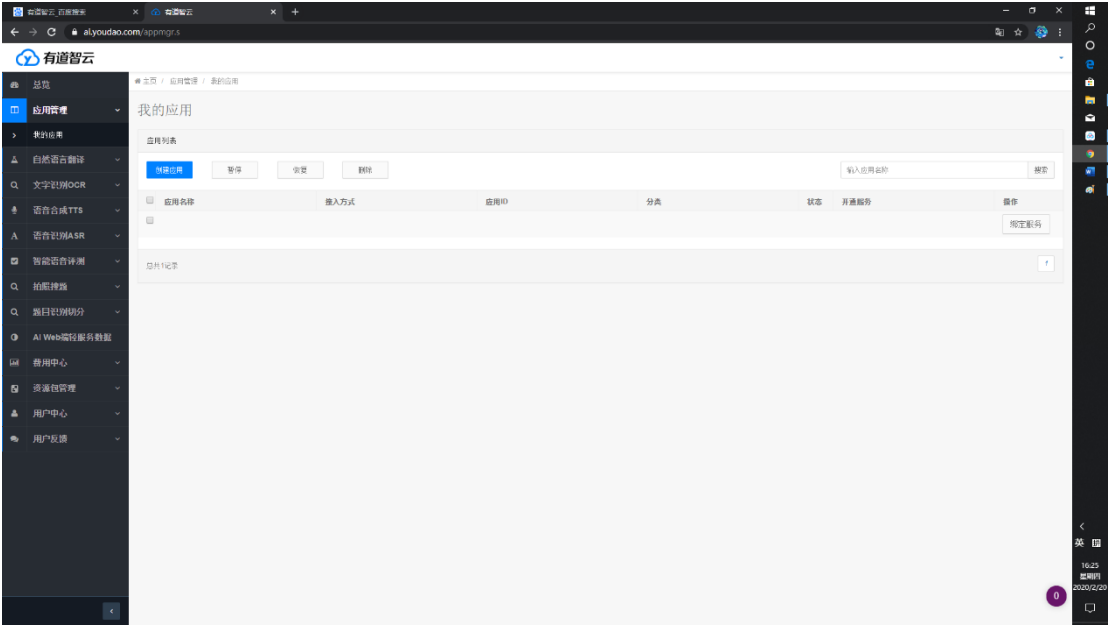 有道智云_百度搜索
有道智云
ai.youdao.com/appmgr.s
有道智云
总览
应用管理
我的应用
自然语言翻译
文字识别OCR
语音合成TTS
语音识别ASR
智能语音评测
拍照搜题
题目识别切分
AI Web端轻服务数据
费用中心
资源包管理
用户中心
用户反馈
主页 / 应用管理 / 我的应用
我的应用
应用列表
创建应用 暂停 恢复 删除 输入应用名称 搜索
应用名称 接入方式 应用ID 分类 状态 开通服务 操作
绑定服务
总共1记录
1
0
英
16:25
星期四
2020/2/20